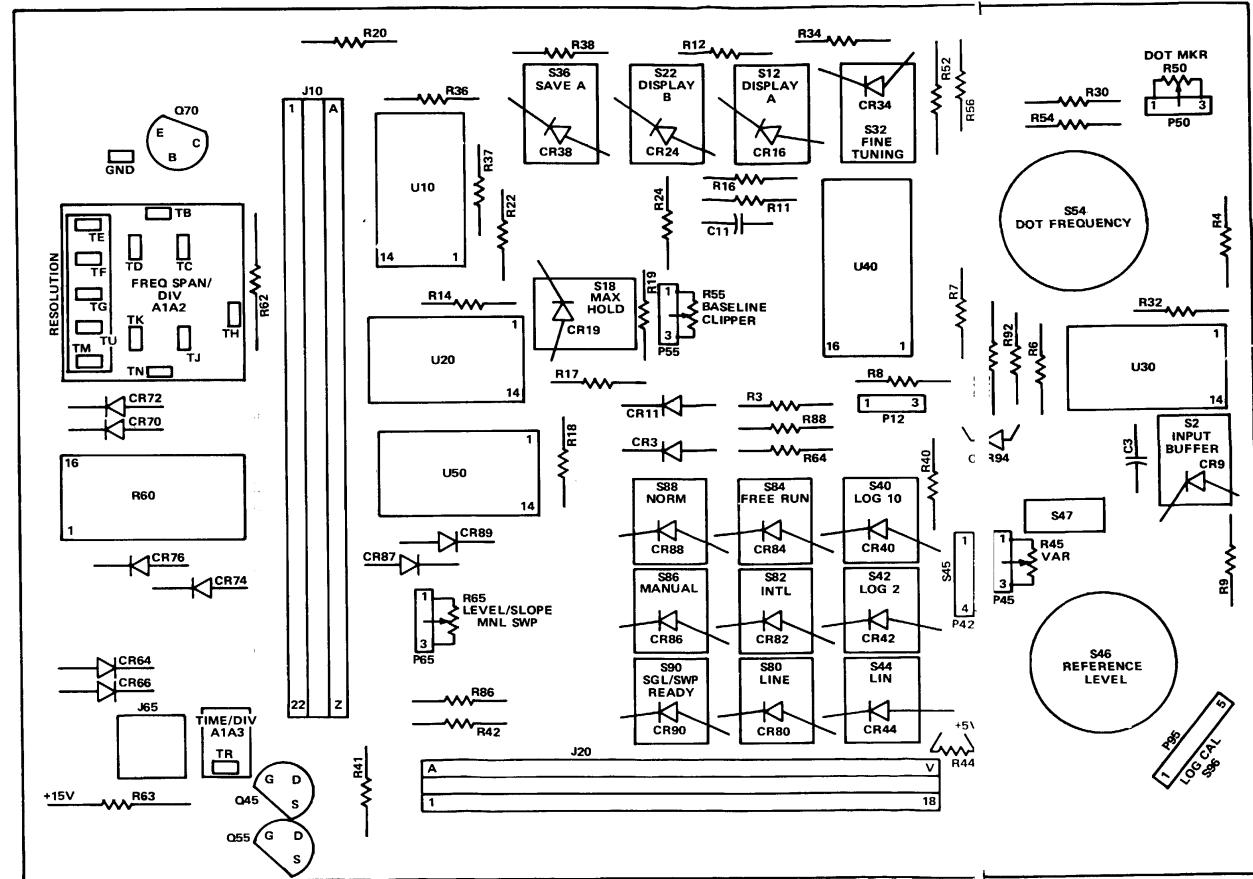 R20
R38
R12
R34
DOT MKR
R50
1 3
P50
R52
R56
R30
R54
J10
1 A
22 Z
R36
S36
SAVE A
CR38
S22
DISPLAY
B
CR24
S12
DISPLAY
A
CR16
CR34
S32
FINE
TUNING
Q70
E
C
B
GND
U10
14 1
R37
R22
R24
R16
R11
C11
U40
16 1
S54
DOT FREQUENCY
R4
RESOLUTION
TE
TF
TG
TU
TM
TB
TD
TC
FREQ SPAN/
DIV
A1A2
TK
TJ
TH
TN
R62
R14
S18
MAX
HOLD
CR19
R19
1
3
P55
R55
BASELINE
CLIPPER
R7
R92
R6
R32
1
U30
14
1
U20
14
R17
R8
1 3
P12
CR72
CR70
CR11
R3
R88
CR3
R64
R18
1
U50
14
R40
R94
C3
S2
INPUT
BUFFER
CR9
16
R60
1
S88
NORM
CR88
S84
FREE RUN
CR84
S40
LOG 10
CR40
S47
CR89
CR87
CR76
CR74
S45
1
4
P42
1
3
P45
R45
VAR
R9
S86
MANUAL
CR86
S82
INTL
CR82
S42
LOG 2
CR42
1
3
P65
R65
LEVEL/SLOPE
MNL SWP
S46
REFERENCE
LEVEL
CR64
CR66
S90
SGL/SWP
READY
CR90
S80
LINE
CR80
S44
LIN
CR44
R86
R42
J65
TIME/DIV
A1A3
TR
+5V
R44
J20
A V
1 18
R41
P95
1 5
LOG CAL
S96
+15V
R63
G D
S
Q45
G D
S
Q55